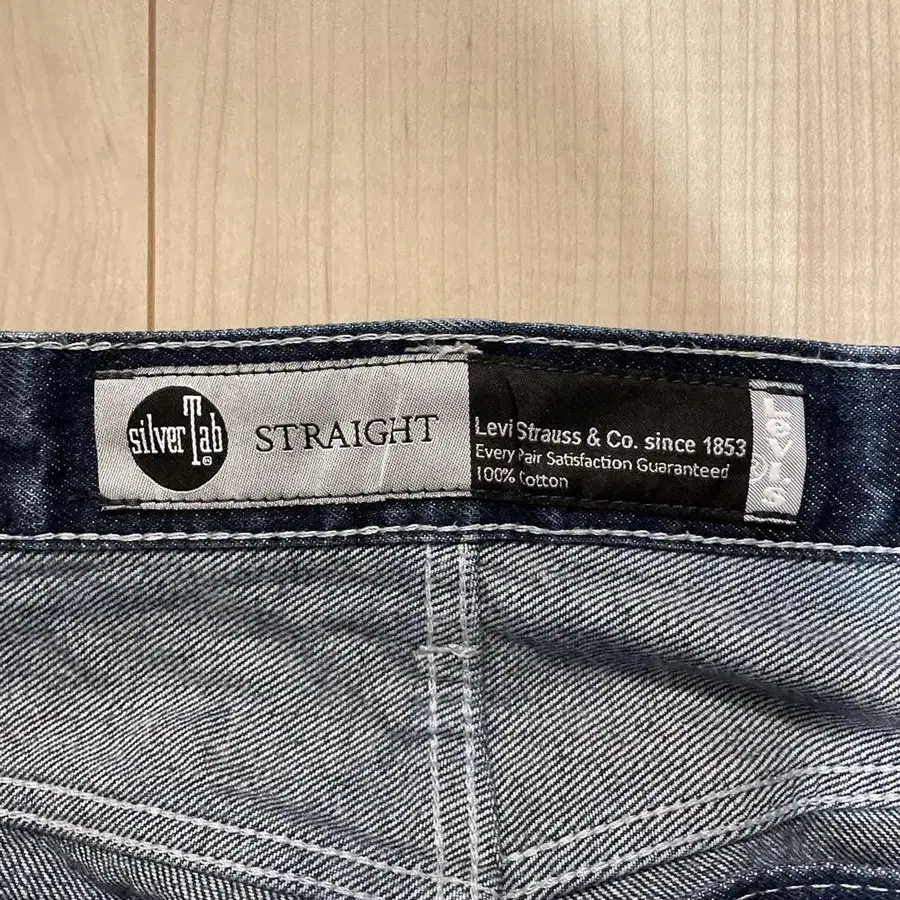 silverTab®
STRAIGHT
Levi Strauss & Co. since 1853
Every Pair Satisfaction Guaranteed
100% Cotton
Levi's